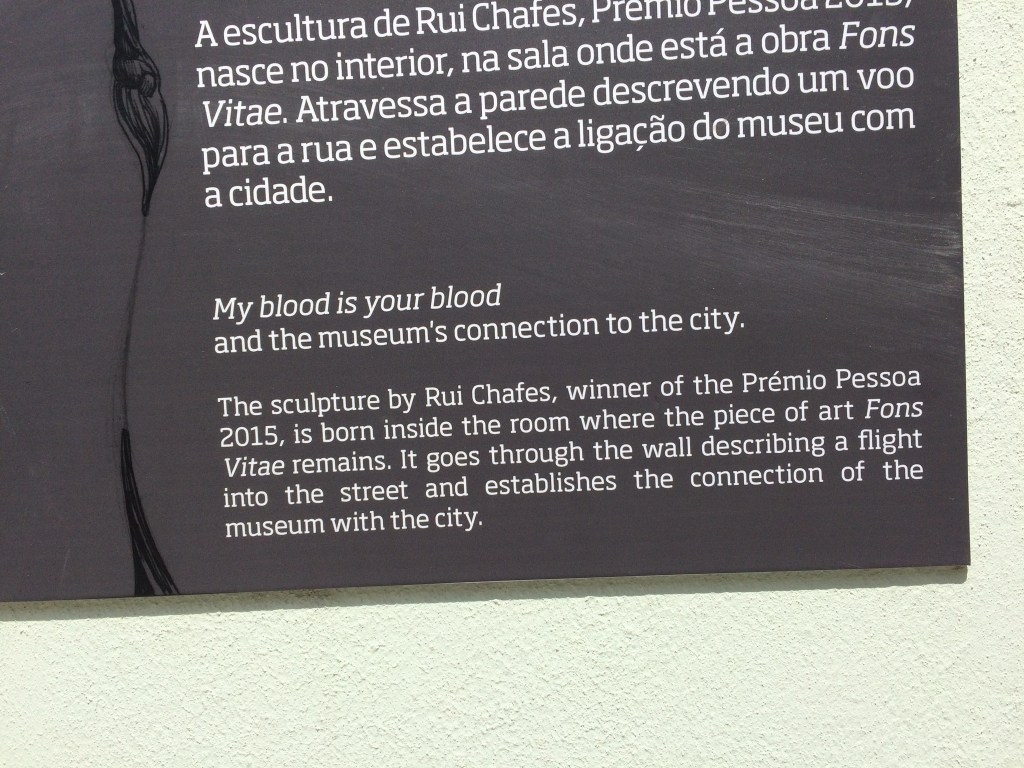 A escultura de Rui Chafes, Prémio Pessoa 2015,
nasce no interior, na sala onde está a obra Fons
Vitae. Atravessa a parede descrevendo um voo
para a rua e estabelece a ligação do museu com
a cidade.
My blood is your blood
and the museum's connection to the city.
The sculpture by Rui Chafes, winner of the Prémio Pessoa
2015, is born inside the room where the piece of art Fons
Vitae remains. It goes through the wall describing a flight
into the street and establishes the connection of the
museum with the city.